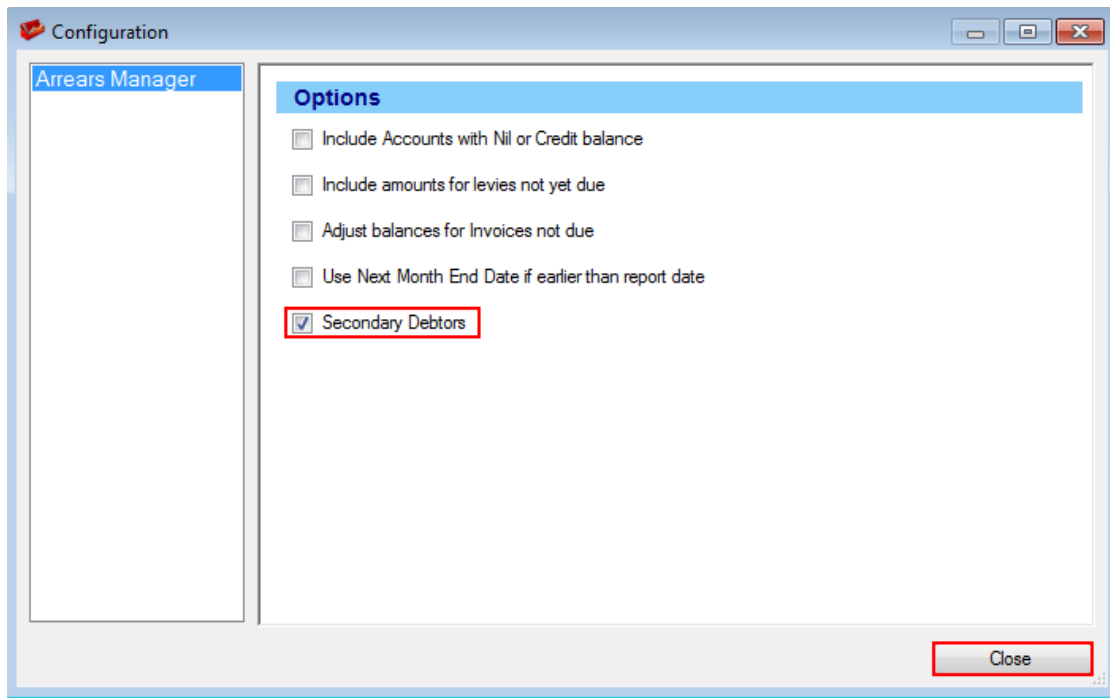 Configuration
Arrears Manager
Options
Include Accounts with Nil or Credit balance
Include amounts for levies not yet due
Adjust balances for Invoices not due
Use Next Month End Date if earlier than report date
Secondary Debtors
Close